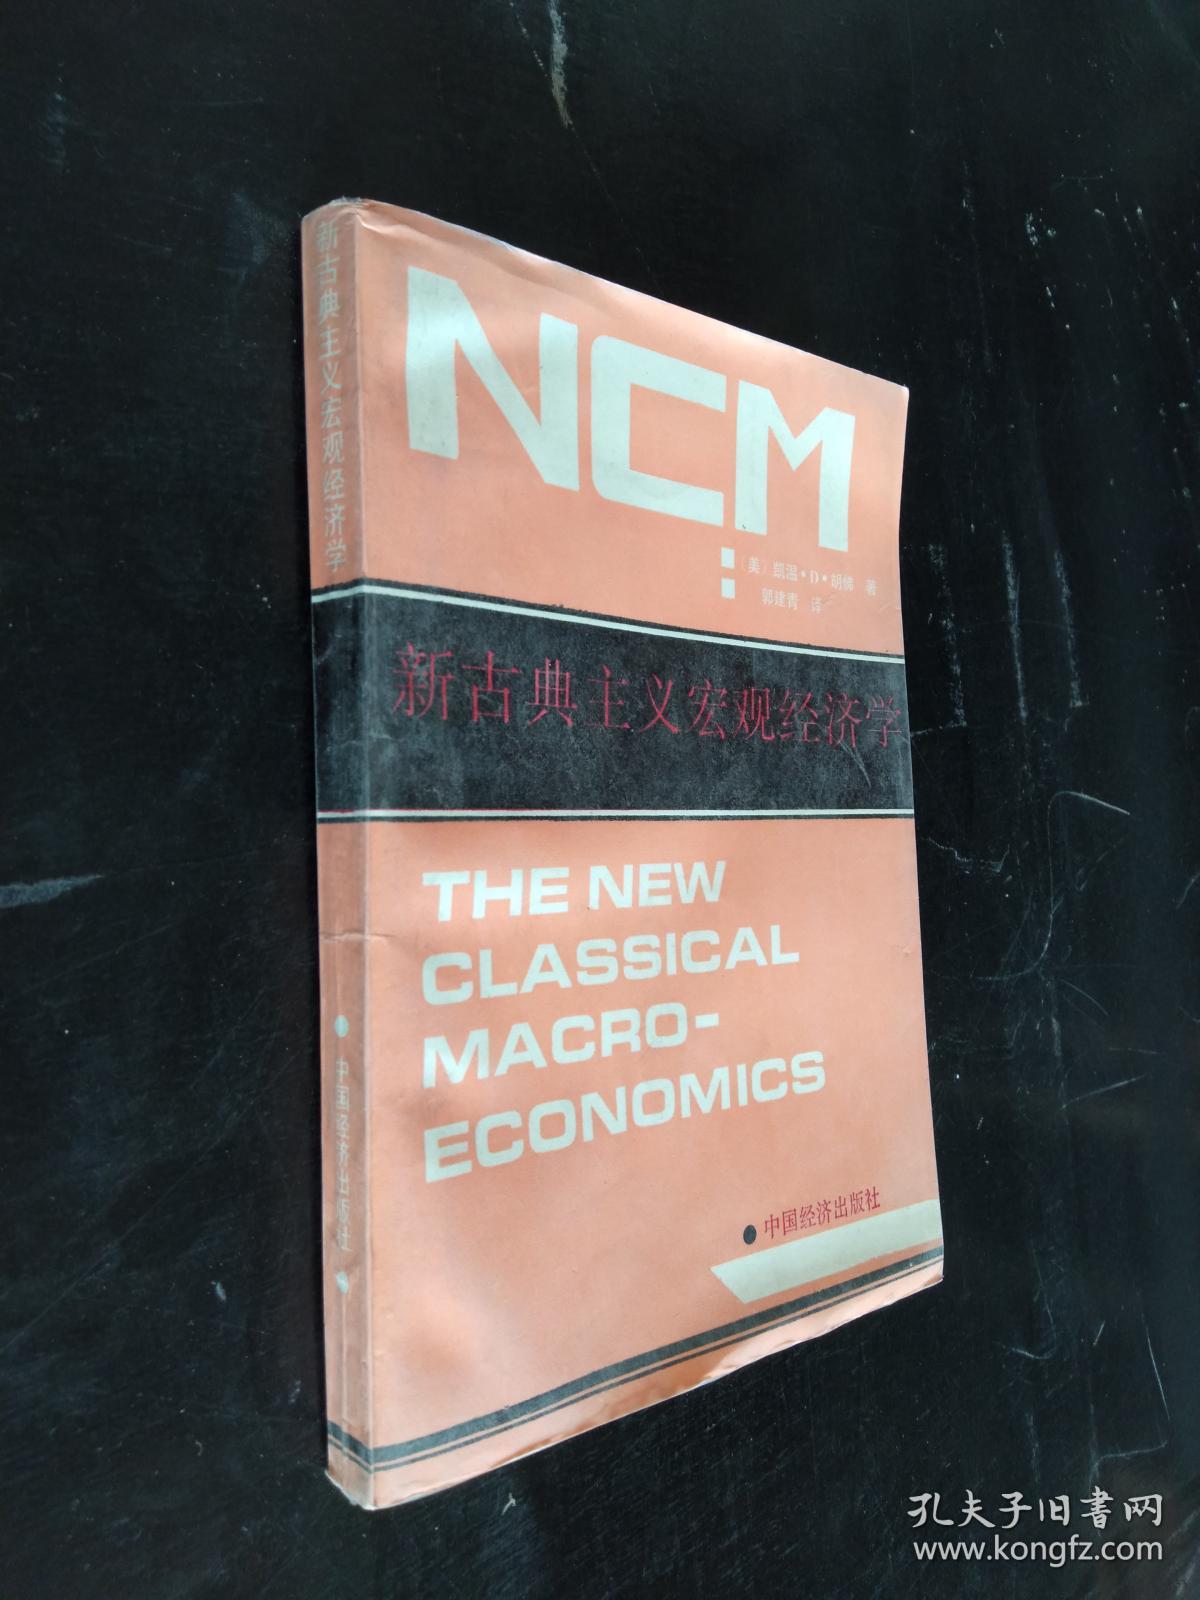 新古典主义宏观经济学
• 中国经济出版社 •
NCM
〔美〕凯温·D·胡佛 著
郭建青 译
新古典主义宏观经济学
THE NEW
CLASSICAL
MACRO-
ECONOMICS
●中国经济出版社
孔夫子旧书网
www.kongfz.com